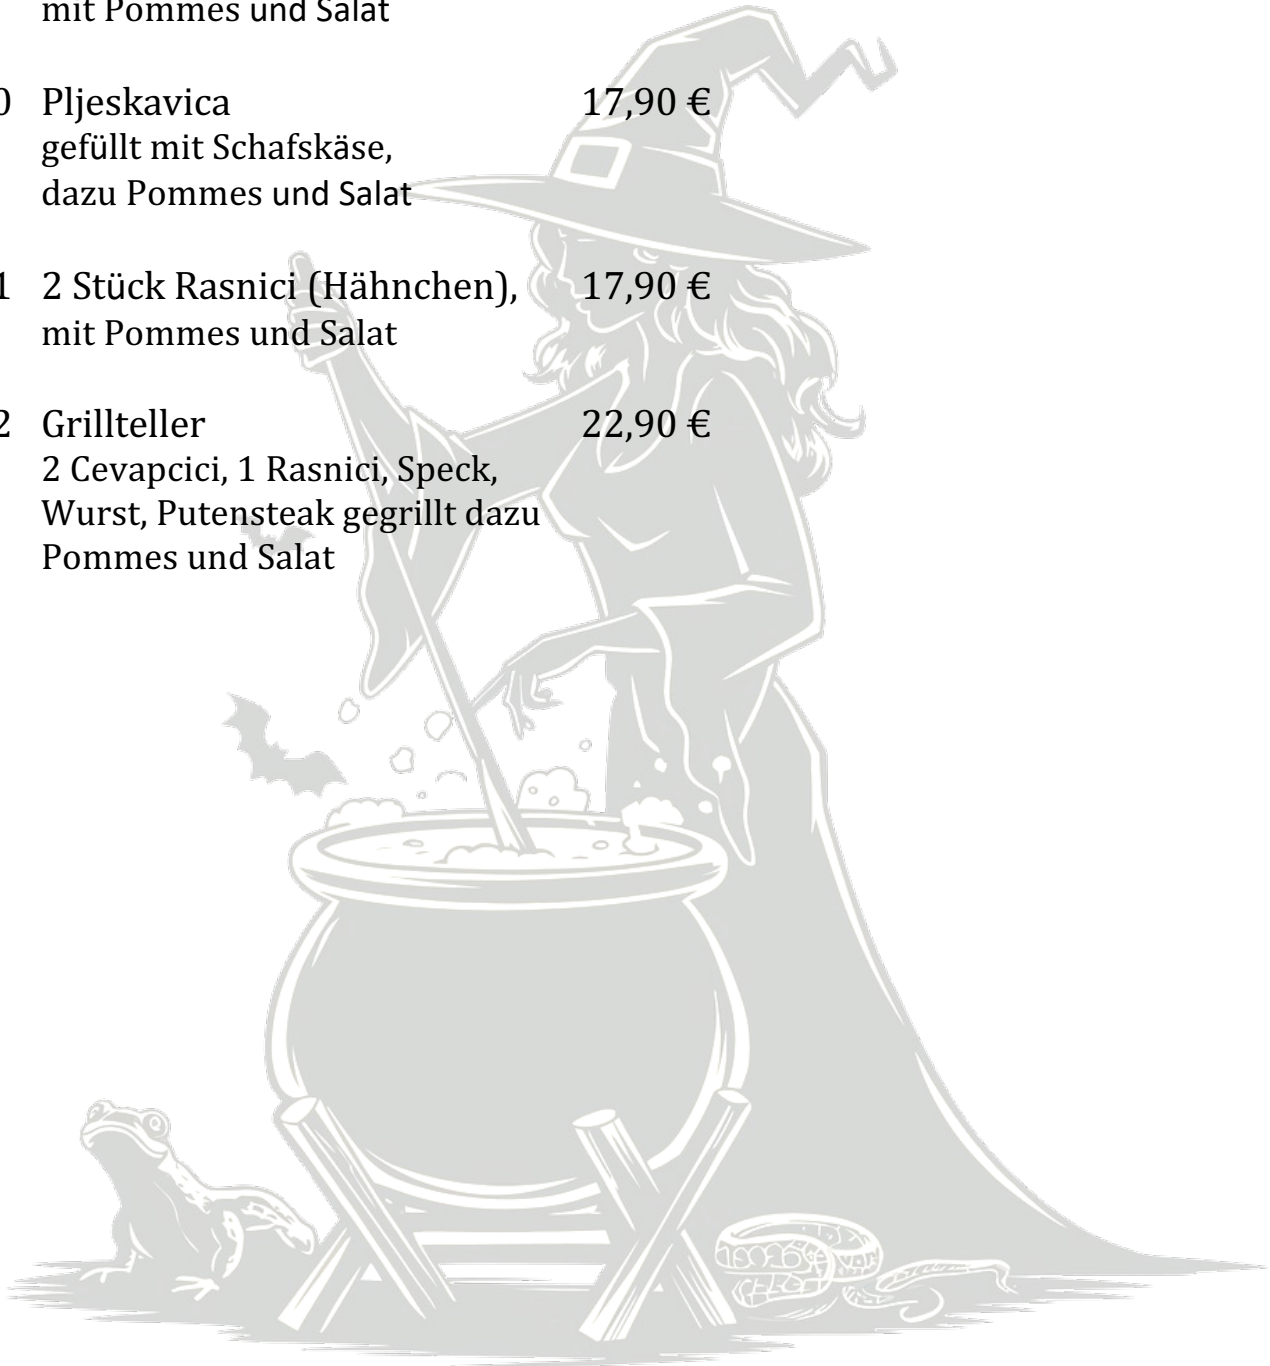 mit Pommes und Salat
0 Pljeskavica 17,90 €
gefüllt mit Schafskäse,
dazu Pommes und Salat
1 2 Stück Rasnici (Hähnchen), 17,90 €
mit Pommes und Salat
2 Grillteller 22,90 €
2 Cevapcici, 1 Rasnici, Speck,
Wurst, Putensteak gegrillt dazu
Pommes und Salat